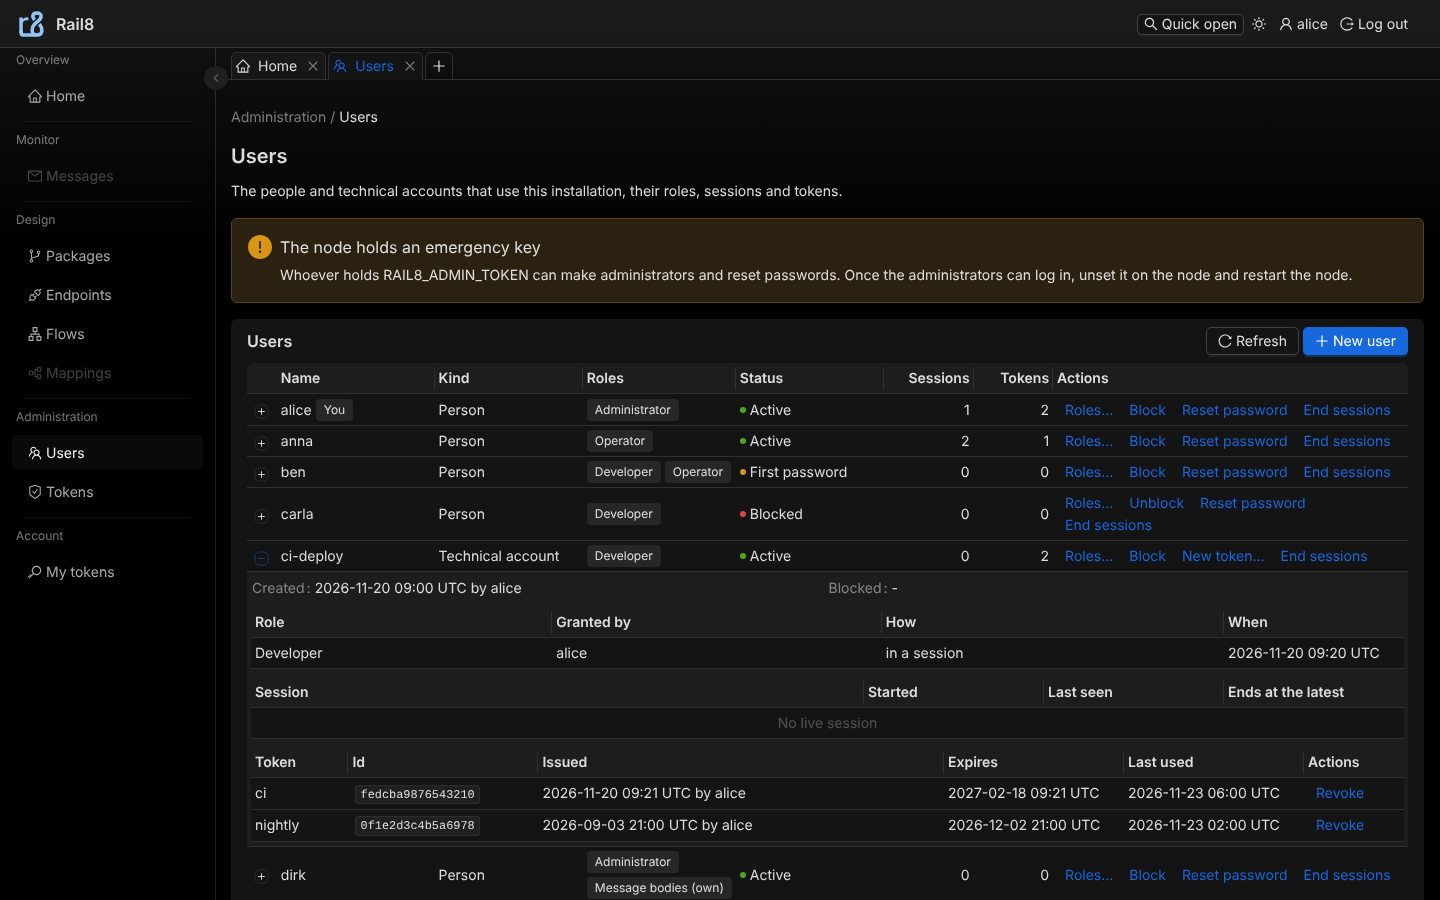 Rail8
Quick open
alice
Log out
Overview
Home
Monitor
Messages
Design
Packages
Endpoints
Flows
Mappings
Administration
Users
Tokens
Account
My tokens
Home
Users
Administration / Users
Users
The people and technical accounts that use this installation, their roles, sessions and tokens.
The node holds an emergency key
Whoever holds RAIL8_ADMIN_TOKEN can make administrators and reset passwords. Once the administrators can log in, unset it on the node and restart the node.
Users
Refresh
New user
Name Kind Roles Status Sessions Tokens Actions
alice You Person Administrator Active 1 2 Roles... Block Reset password End sessions
anna Person Operator Active 2 1 Roles... Block Reset password End sessions
ben Person Developer Operator First password 0 0 Roles... Block Reset password End sessions
carla Person Developer Blocked 0 0 Roles... Unblock Reset password
End sessions
ci-deploy Technical account Developer Active 0 2 Roles... Block New token... End sessions
Created: 2026-11-20 09:00 UTC by alice Blocked: -
Role Granted by How When
Developer alice in a session 2026-11-20 09:20 UTC
Session Started Last seen Ends at the latest
No live session
Token Id Issued Expires Last used Actions
ci fedcba9876543210 2026-11-20 09:21 UTC by alice 2027-02-18 09:21 UTC 2026-11-23 06:00 UTC Revoke
nightly 0f1e2d3c4b5a6978 2026-09-03 21:00 UTC by alice 2026-12-02 21:00 UTC 2026-11-23 02:00 UTC Revoke
dirk Person Administrator Active 0 0 Roles... Block Reset password End sessions
Message bodies (own)